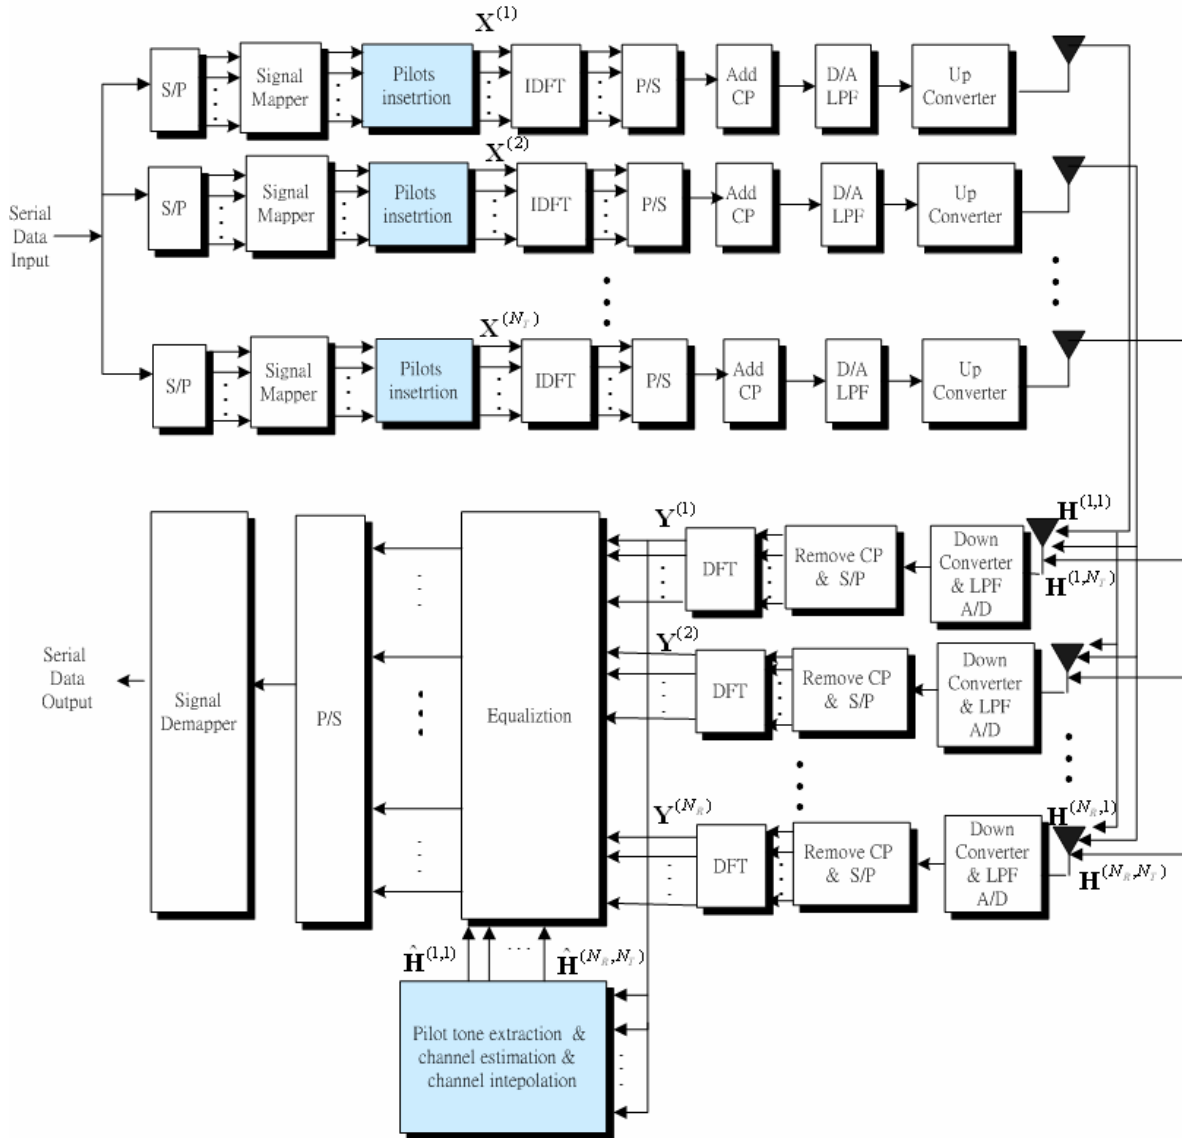 X^(1)
S/P
Signal
Mapper
Pilots
insetrtion
IDFT
P/S
Add
CP
D/A
LPF
Up
Converter
X^(2)
S/P
Signal
Mapper
Pilots
insetrtion
IDFT
P/S
Add
CP
D/A
LPF
Up
Converter
Serial
Data
Input
X^(N_T)
S/P
Signal
Mapper
Pilots
insetrtion
IDFT
P/S
Add
CP
D/A
LPF
Up
Converter
Y^(1)
DFT
Remove CP
& S/P
Down
Converter
& LPF
A/D
H^(1,1)
H^(1,N_T)
Y^(2)
DFT
Remove CP
& S/P
Down
Converter
& LPF
A/D
Serial
Data
Output
Signal
Demapper
P/S
Equaliztion
Y^(N_R)
DFT
Remove CP
& S/P
Down
Converter
& LPF
A/D
H^(N_R,1)
H^(N_R,N_T)
Ĥ^(1,1)
Ĥ^(N_R,N_T)
Pilot tone extraction &
channel estimation &
channel intepolation